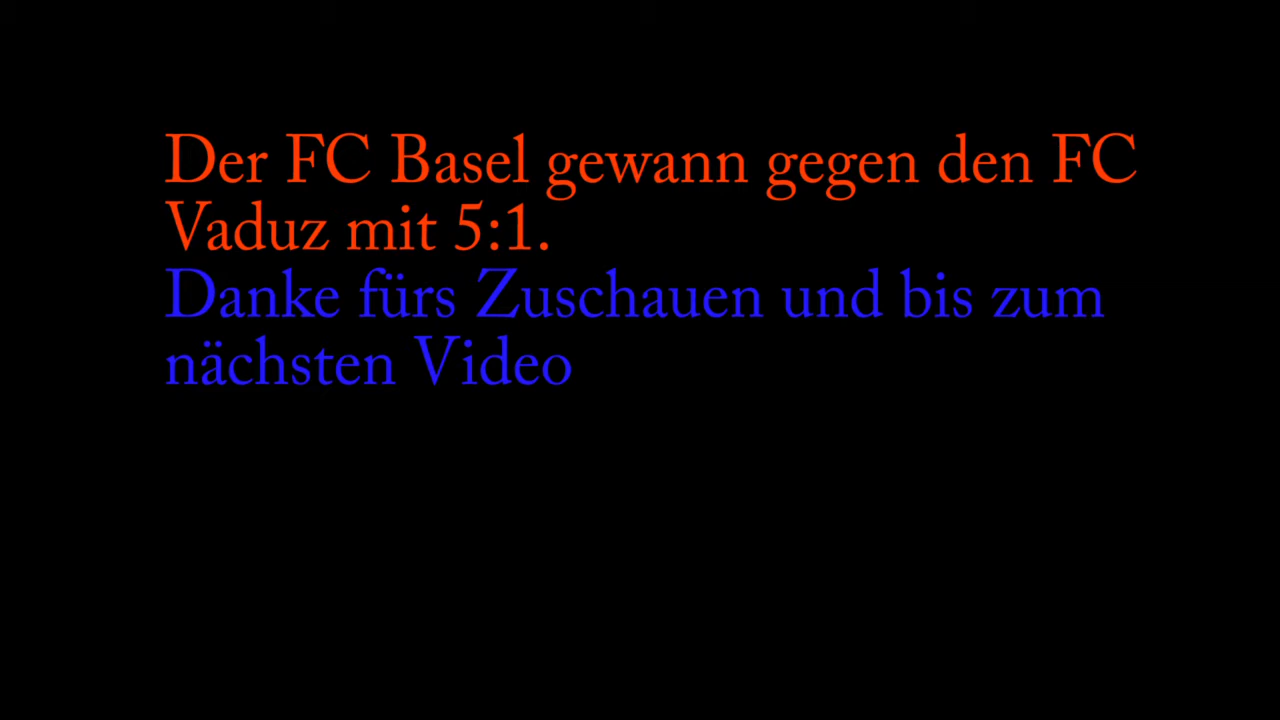 Der FC Basel gewann gegen den FC
Vaduz mit 5:1.
Danke fürs Zuschauen und bis zum
nächsten Video